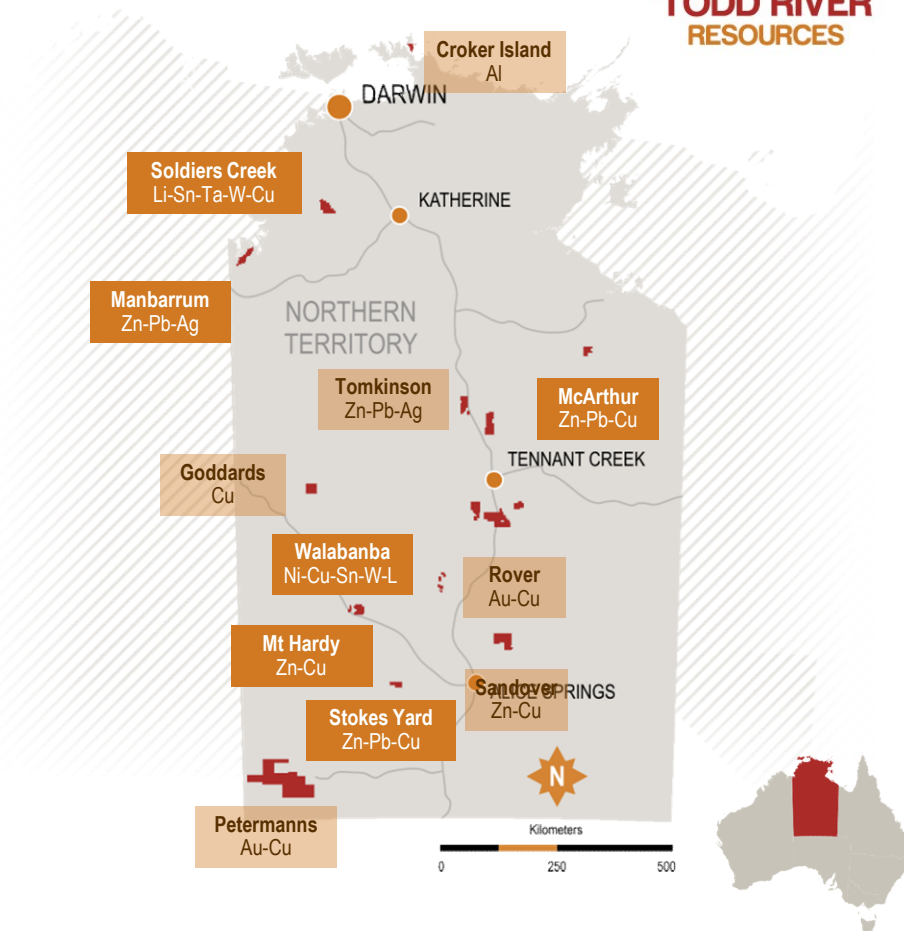 TODD RIVER
RESOURCES
Croker Island
Al
DARWIN
Soldiers Creek
Li-Sn-Ta-W-Cu
KATHERINE
Manbarrum
Zn-Pb-Ag
NORTHERN
TERRITORY
Tomkinson
Zn-Pb-Ag
McArthur
Zn-Pb-Cu
TENNANT CREEK
Goddards
Cu
Walabanba
Ni-Cu-Sn-W-L
Rover
Au-Cu
Mt Hardy
Zn-Cu
Sandover
Zn-Cu
ALICE SPRINGS
Stokes Yard
Zn-Pb-Cu
N
Petermanns
Au-Cu
Kilometers
0 250 500